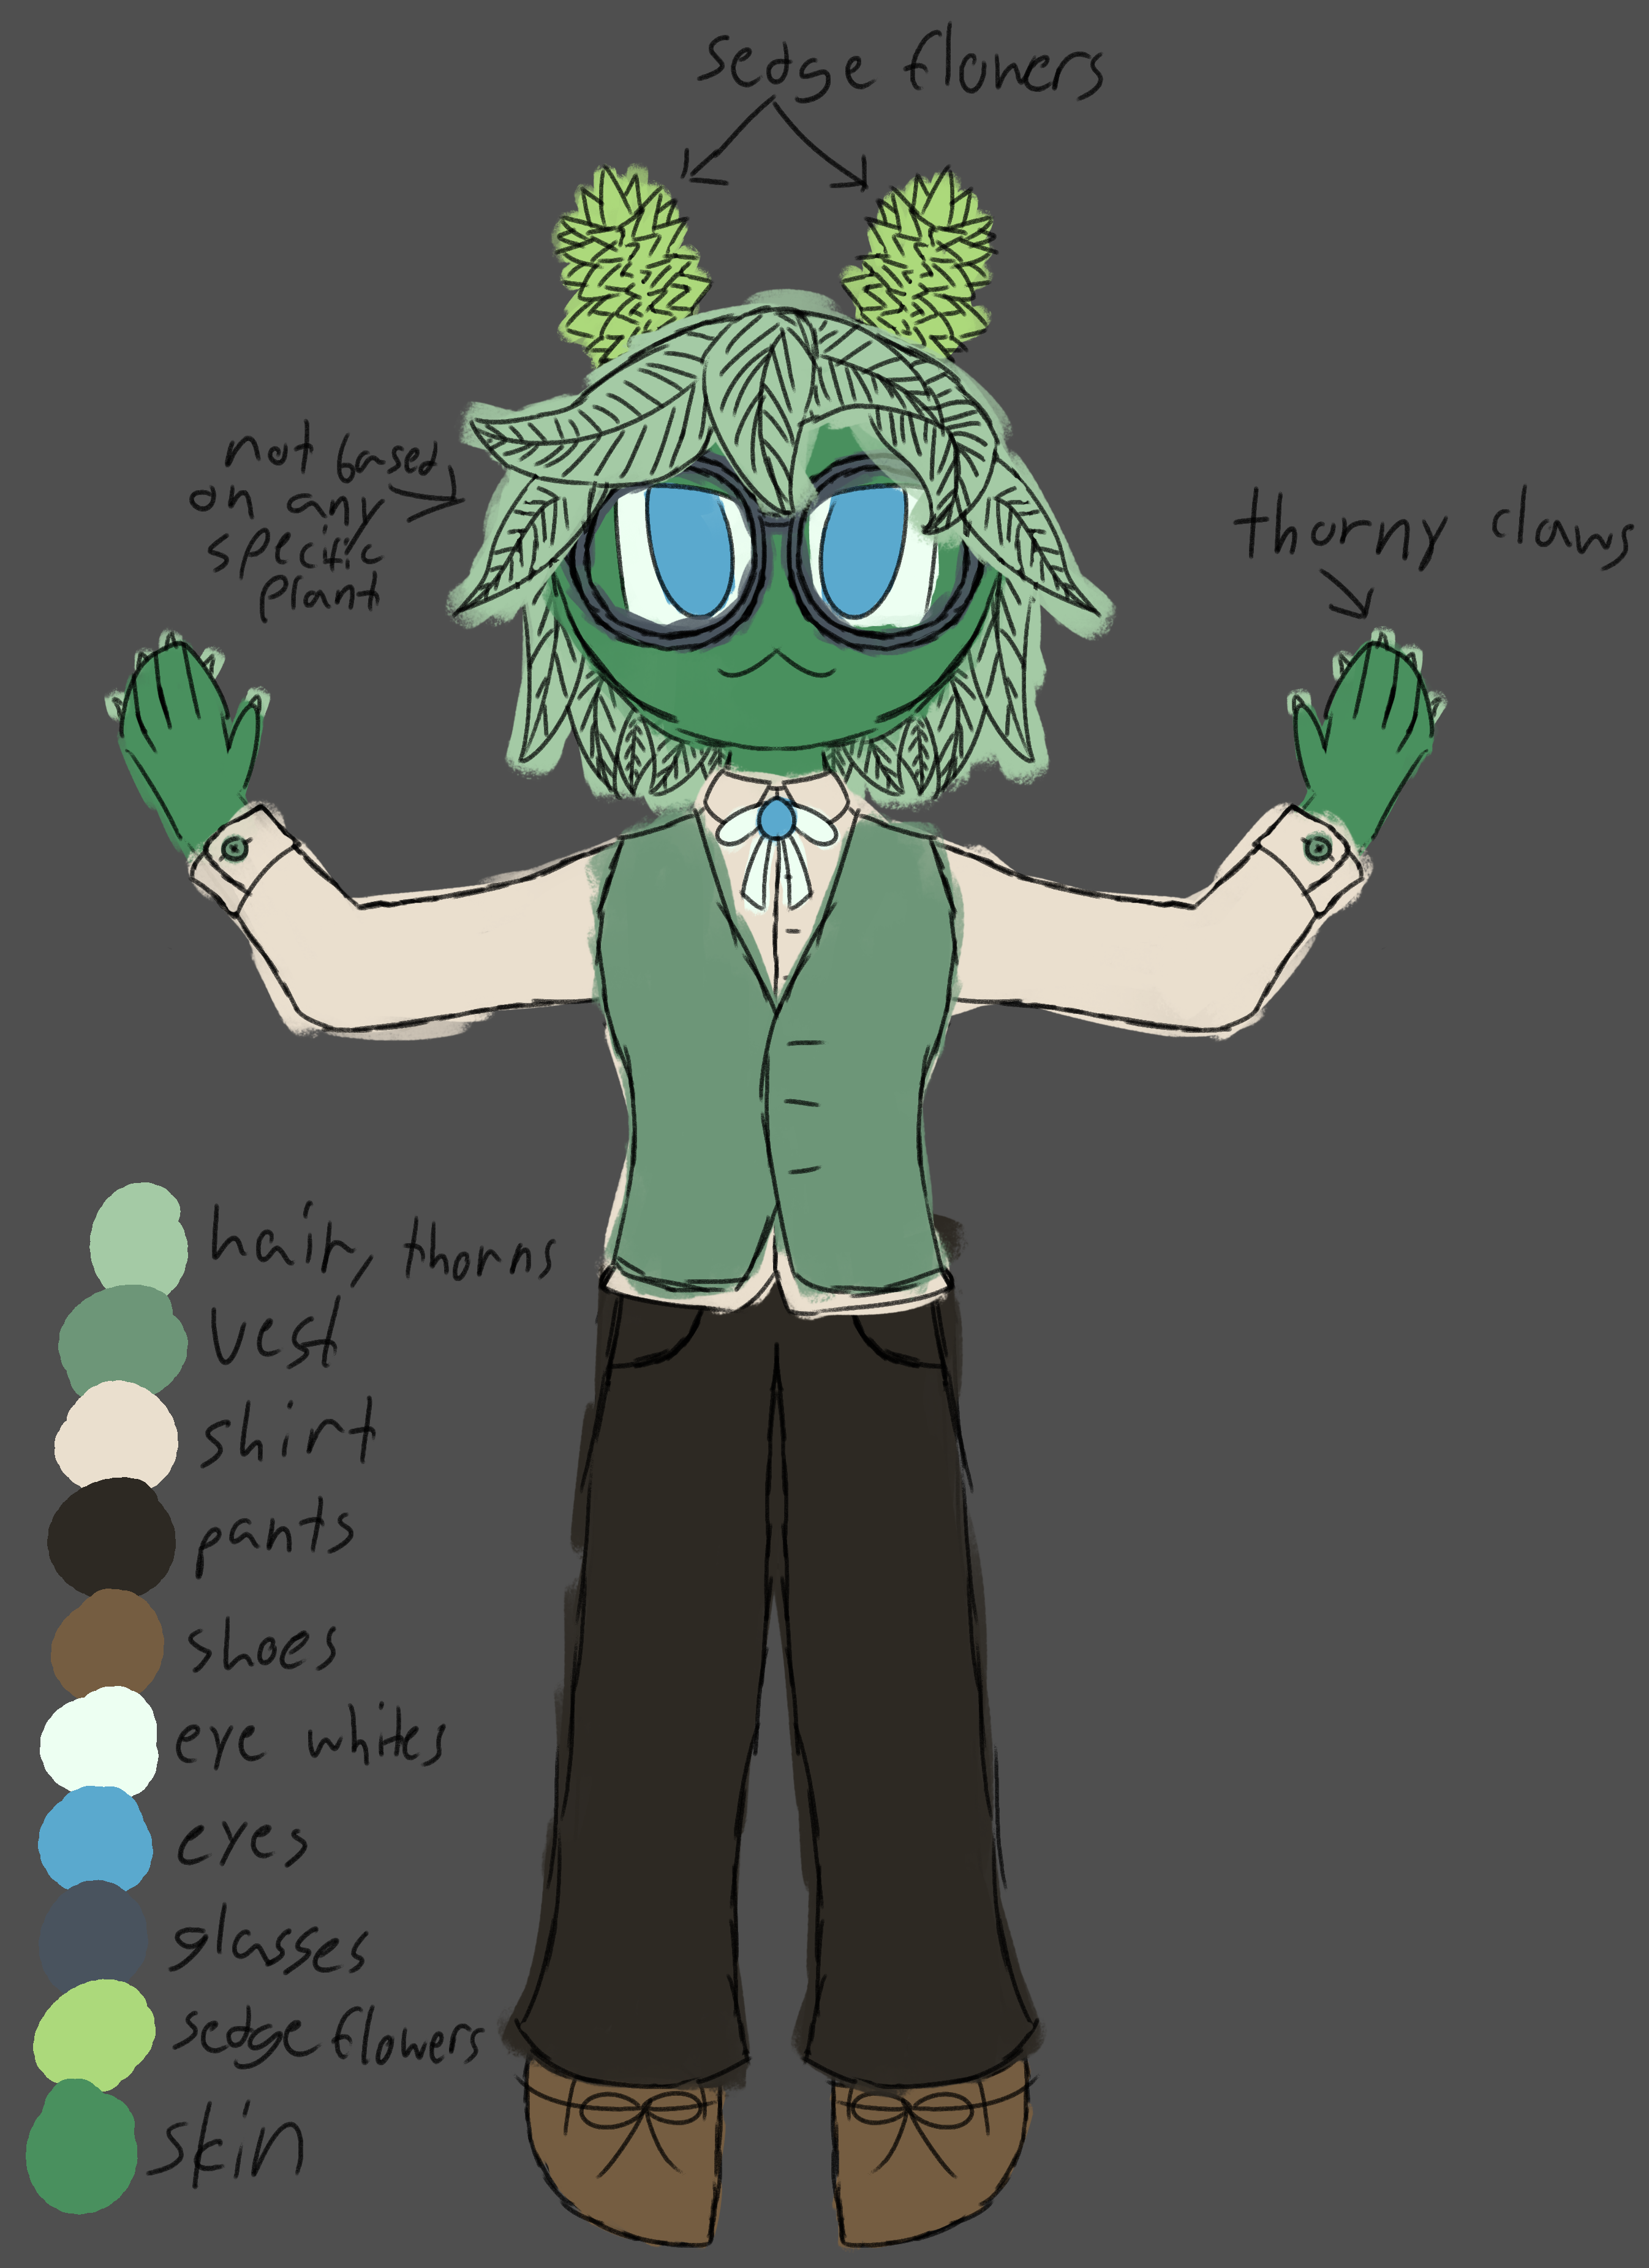 sedge flowers
not based
on any
specific
plant
thorny claws
hair, thorns
vest
shirt
pants
shoes
eye whites
eyes
glasses
sedge flowers
skin